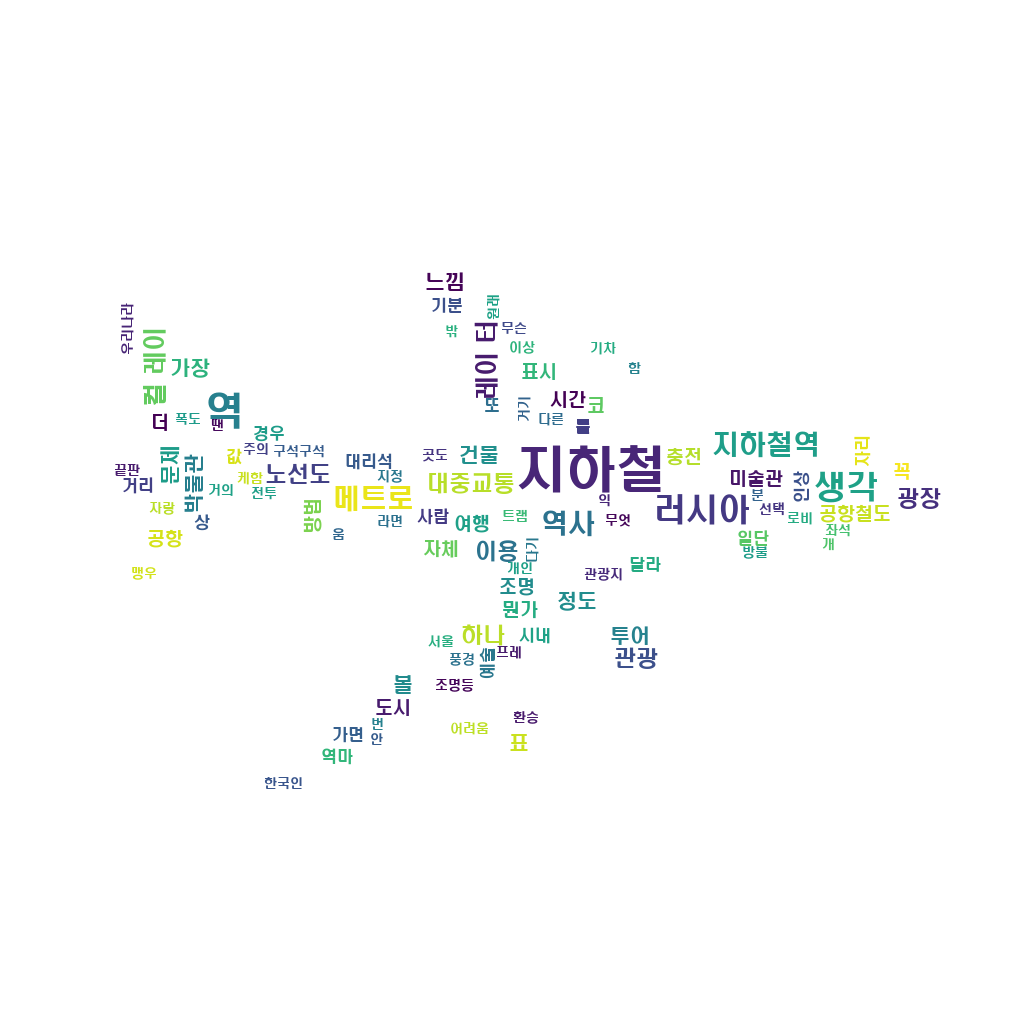 느낌
기분
원래
밖
무슨
우리나라
레이 터
이상
기차
컬 레이
가장
표시
함
역
더
폭도
땐
또
거기
시간
코
다른
틀
경우
주의
구석구석
끝판
거리
문제
박물관
값
케함
거의
전투
노선도
대리석
지정
곳도
건물
지하철
충전
지하철역
자리
꼭
자랑
상
공항
맹우
방법
메트로
라면
움
대중교통
사람
여행
트램
역사
익
무엇
러시아
미술관
분
선택
인상
생각
로비
공항철도
좌석
개
광장
일단
방불
자체
이용
다기
개인
조명
뭔가
정도
관광지
달라
서울
하나
시내
풍경
예술
프레
투어
관광
볼
조명등
도시
번
안
가면
역마
어려움
환승
표
한국인